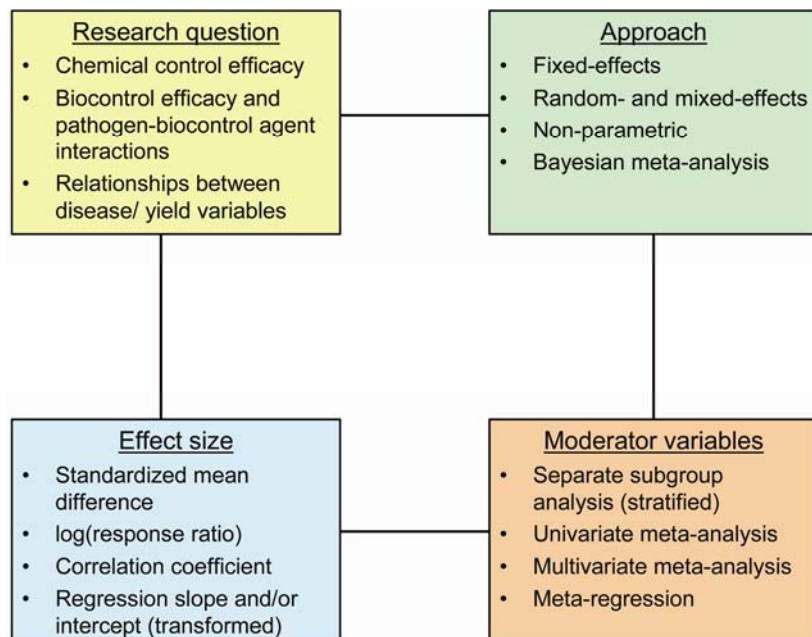 Research question
• Chemical control efficacy
• Biocontrol efficacy and
pathogen-biocontrol agent
interactions
• Relationships between
disease/ yield variables
Approach
• Fixed-effects
• Random- and mixed-effects
• Non-parametric
• Bayesian meta-analysis
Effect size
• Standardized mean
difference
• log(response ratio)
• Correlation coefficient
• Regression slope and/or
intercept (transformed)
Moderator variables
• Separate subgroup
analysis (stratified)
• Univariate meta-analysis
• Multivariate meta-analysis
• Meta-regression